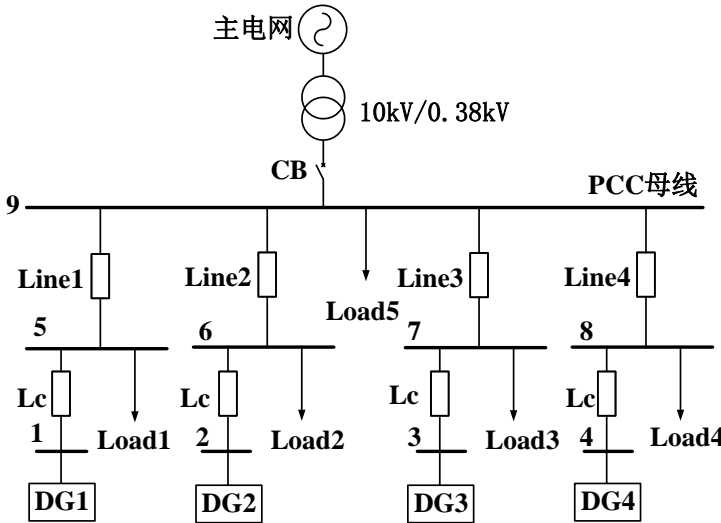 主电网
10kV/0.38kV
CB
PCC母线
9
Line1
Line2
Line3
Line4
Load5
5
6
7
8
Lc
Lc
Lc
Lc
1
Load1
2
Load2
3
Load3
4
Load4
DG1
DG2
DG3
DG4